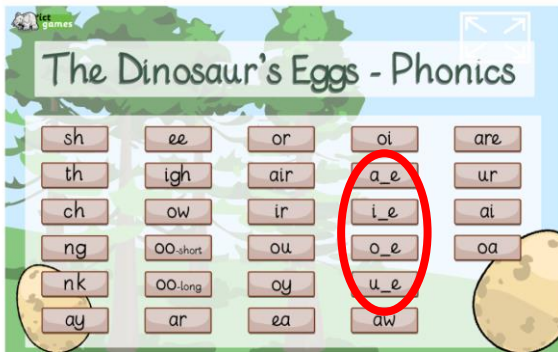 ict
games
The Dinosaur's Eggs - Phonics
sh ee or oi are
th igh air a_e ur
ch ow ir i_e ai
ng oo-short ou o_e oa
nk oo-long oy u_e
ay ar ea aw